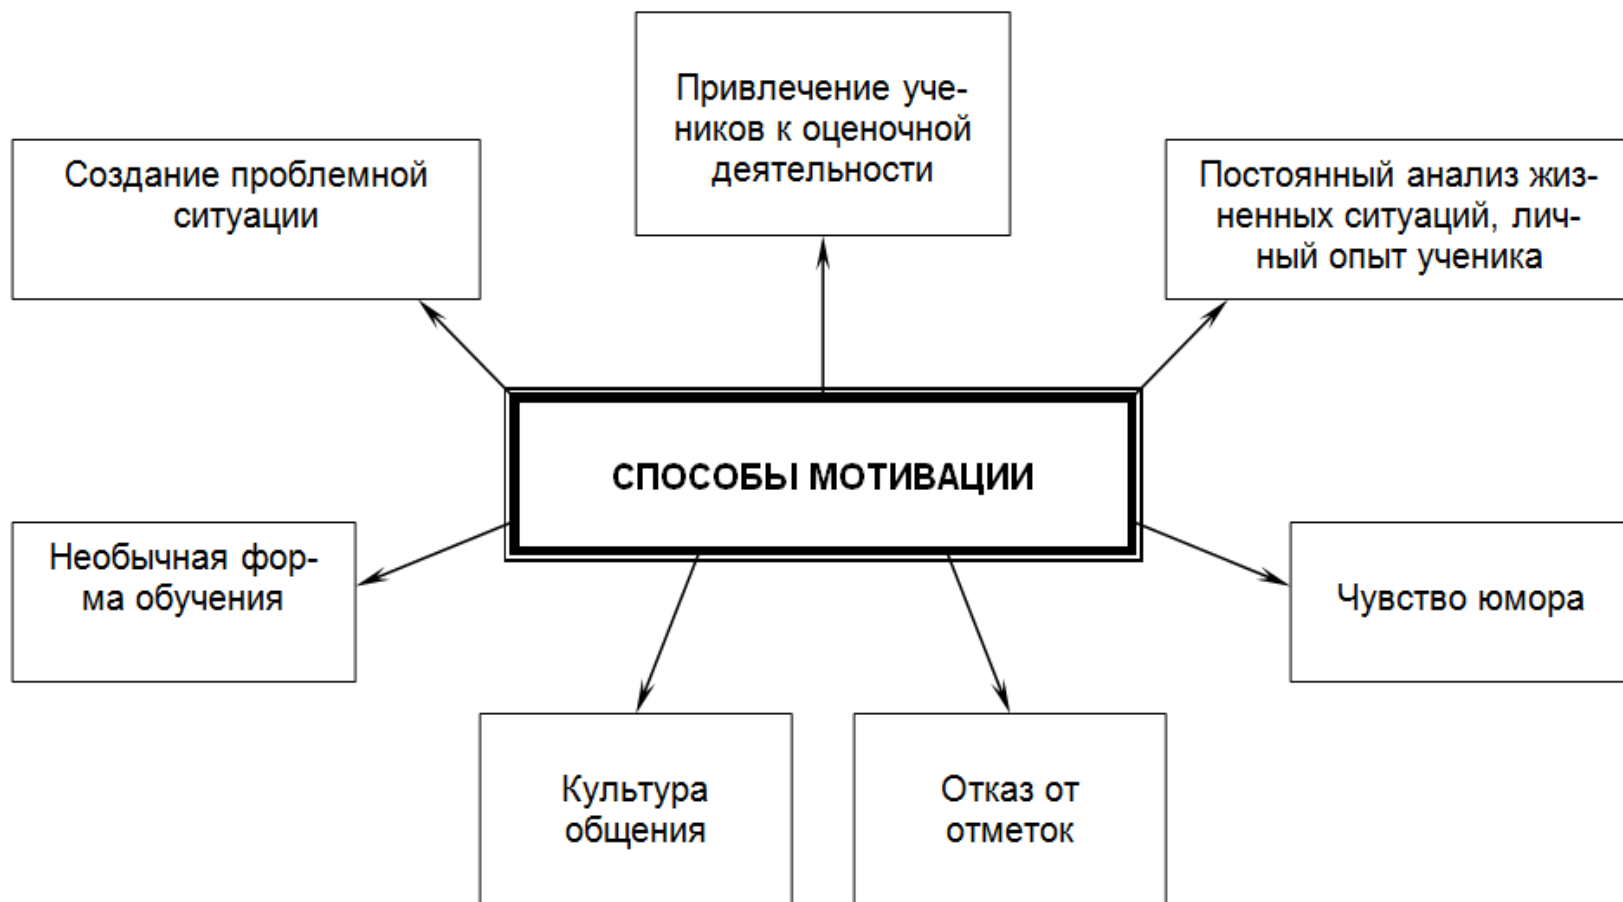 Привлечение уче-
ников к оценочной
деятельности
Создание проблемной
ситуации
Постоянный анализ жиз-
ненных ситуаций, лич-
ный опыт ученика
СПОСОБЫ МОТИВАЦИИ
Необычная фор-
ма обучения
Чувство юмора
Культура
общения
Отказ от
отметок